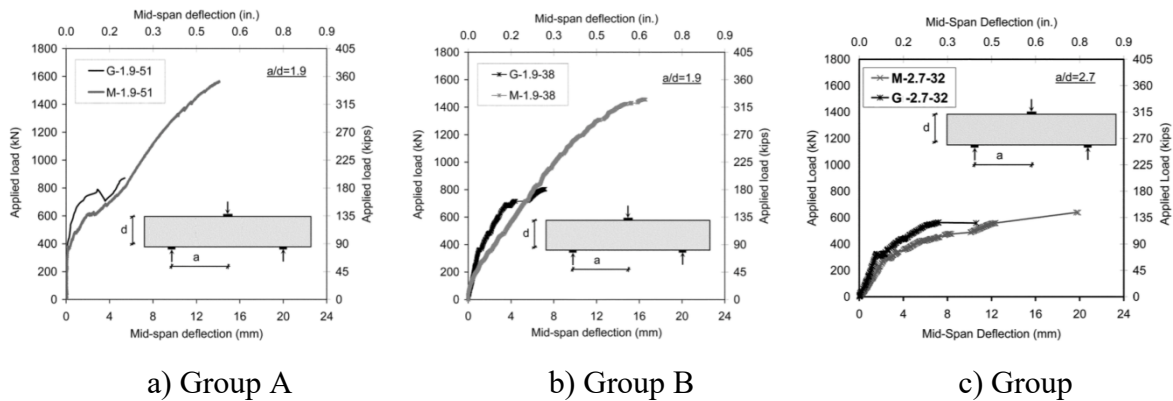 Mid-span deflection (in.)
0.0 0.1 0.2 0.3 0.4 0.5 0.6 0.7 0.8 0.9
1800
1600
1400
1200
1000
800
600
400
200
0
Applied load (kN)
405
360
315
270
225
180
135
90
45
0
Applied load (kips)
G-1.9-51
M-1.9-51
a/d=1.9
d
a
0 4 8 12 16 20 24
Mid-span deflection (mm)
a) Group A
Mid-span deflection (in.)
0.0 0.1 0.2 0.3 0.4 0.5 0.6 0.7 0.8 0.9
1800
1600
1400
1200
1000
800
600
400
200
0
Applied load (kN)
405
360
315
270
225
180
135
90
45
0
Applied load (kips)
G-1.9-38
M-1.9-38
a/d=1.9
d
a
0 4 8 12 16 20 24
Mid-span deflection (mm)
b) Group B
Mid-Span Deflection (in.)
0.0 0.1 0.2 0.3 0.4 0.5 0.6 0.7 0.8 0.9
1800
1600
1400
1200
1000
800
600
400
200
0
Applied load (kN)
405
360
315
270
225
180
135
90
45
0
Applied Load (kips)
M-2.7-32
G -2.7-32
a/d=2.7
d
a
0 4 8 12 16 20 24
Mid-Span Deflection (mm)
c) Group